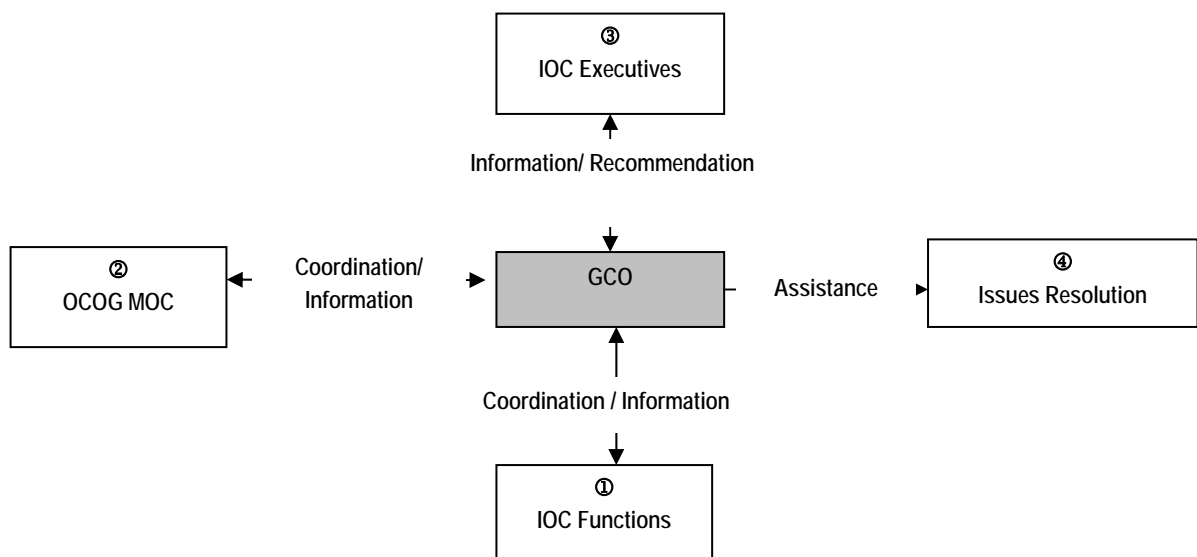 ③
IOC Executives
Information/ Recommendation
②
OCOG MOC
Coordination/
Information
GCO
Assistance
④
Issues Resolution
Coordination / Information
①
IOC Functions